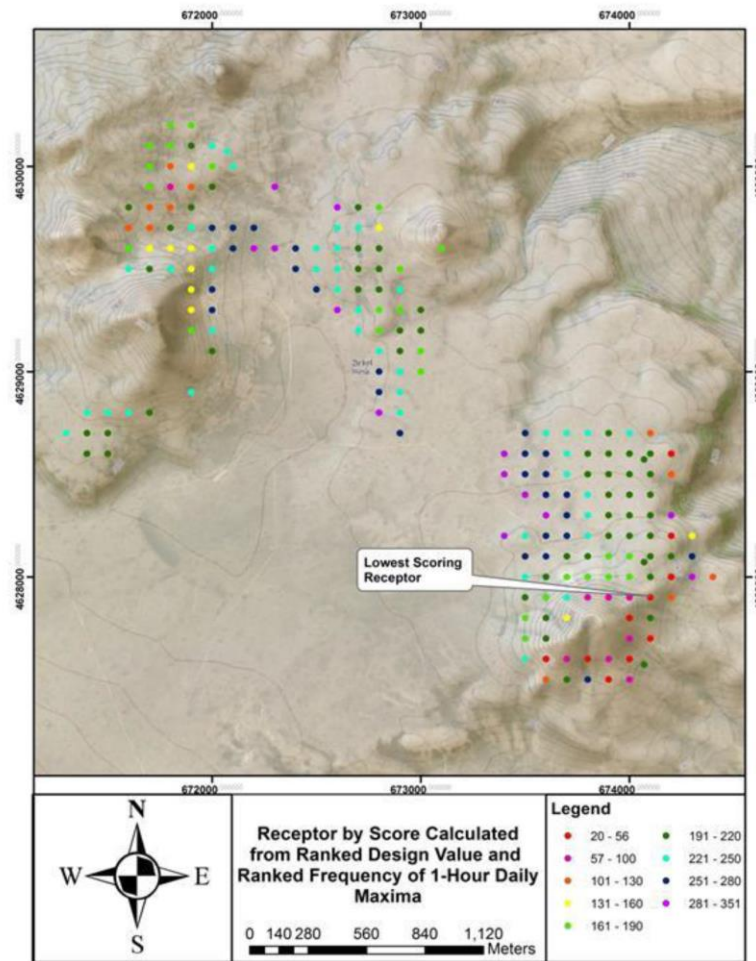 672000
673000
674000
4630000
4629000
4628000
Lowest Scoring
Receptor
672000
673000
674000
N
W
E
S
Receptor by Score Calculated
from Ranked Design Value and
Ranked Frequency of 1-Hour Daily
Maxima
0 140 280 560 840 1,120
Meters
Legend
20 - 56
57 - 100
101 - 130
131 - 160
161 - 190
191 - 220
221 - 250
251 - 280
281 - 351